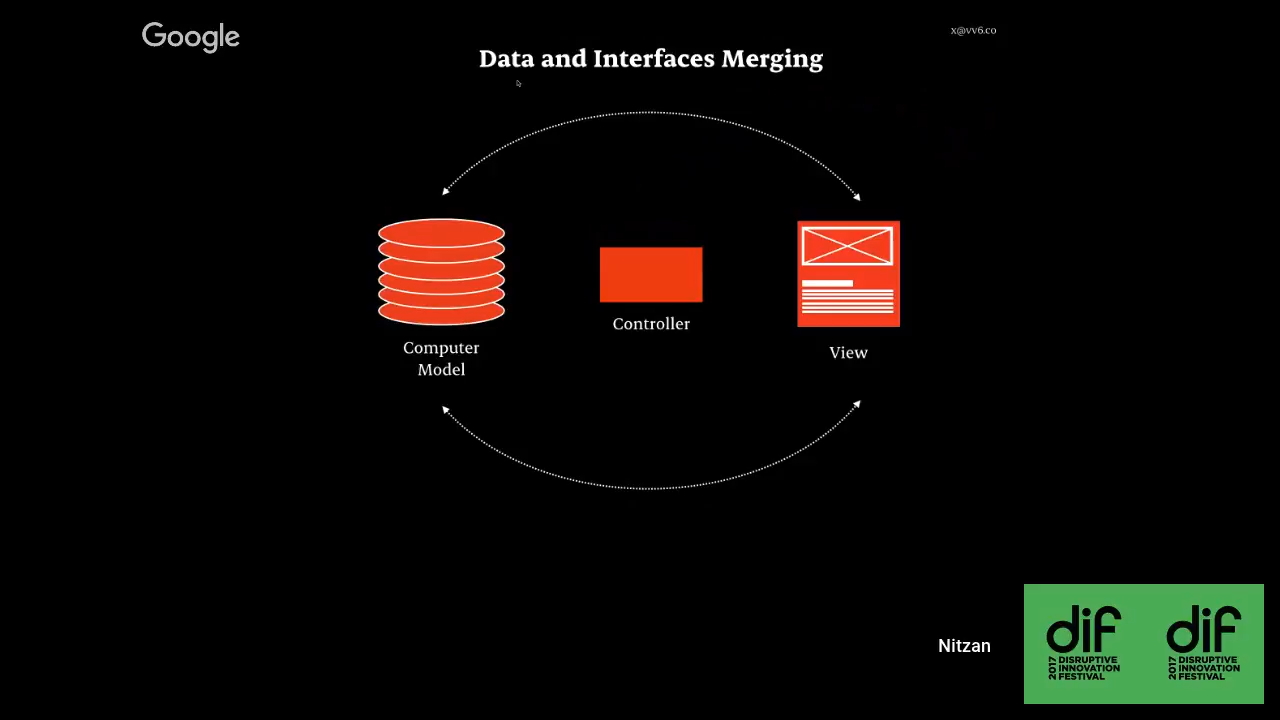 Google
x@vv6.co
Data and Interfaces Merging
Controller
Computer
Model
View
Nitzan
dif
2017 DISRUPTIVE
INNOVATION
FESTIVAL
dif
2017 DISRUPTIVE
INNOVATION
FESTIVAL